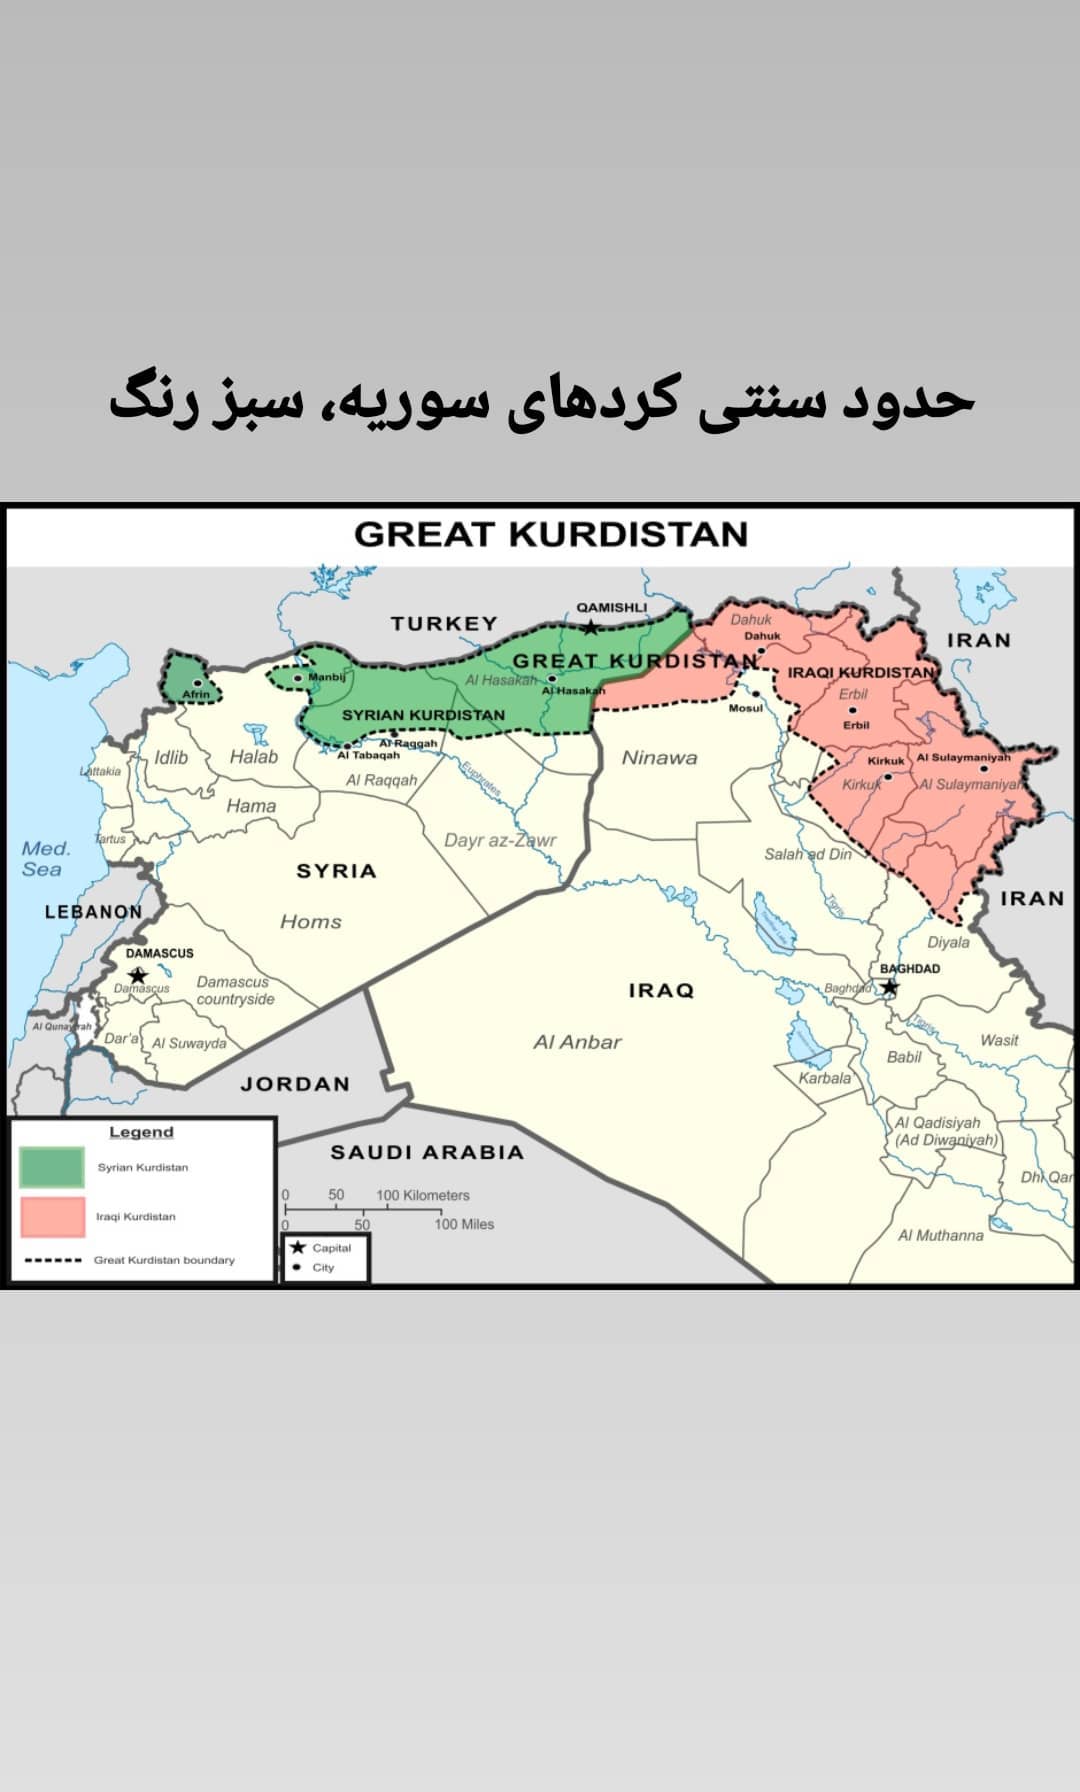 حدود سنتی کردهای سوریه، سبز رنگ
GREAT KURDISTAN
TURKEY
QAMISHLI
IRAN
Dahuk
Dahuk
GREAT KURDISTAN
IRAQI KURDISTAN
Afrin
Manbij
Al Hasakah
Al Hasakah
Erbil
Erbil
Mosul
SYRIAN KURDISTAN
Al Raqqah
Al Tabaqah
Idlib
Halab
Lattakia
Al Raqqah
Euphrates
Ninawa
Kirkuk
Al Sulaymaniyah
Kirkuk
Al Sulaymaniyah
Hama
Tartus
Dayr az-Zawr
Salah ad Din
Med.
Sea
SYRIA
LEBANON
Homs
Tigris
IRAN
Diyala
DAMASCUS
Damascus
Damascus
countryside
BAGHDAD
Baghdad
IRAQ
Al Qunaytrah
Dar'a
Al Suwayda
Al Anbar
Tigris
Wasit
Babil
Karbala
JORDAN
Al Qadisiyah
(Ad Diwaniyah)
SAUDI ARABIA
Dhi Qar
Al Muthanna
Legend
Syrian Kurdistan
Iraqi Kurdistan
Great Kurdistan boundary
0 50 100 Kilometers
0 50 100 Miles
Capital
City